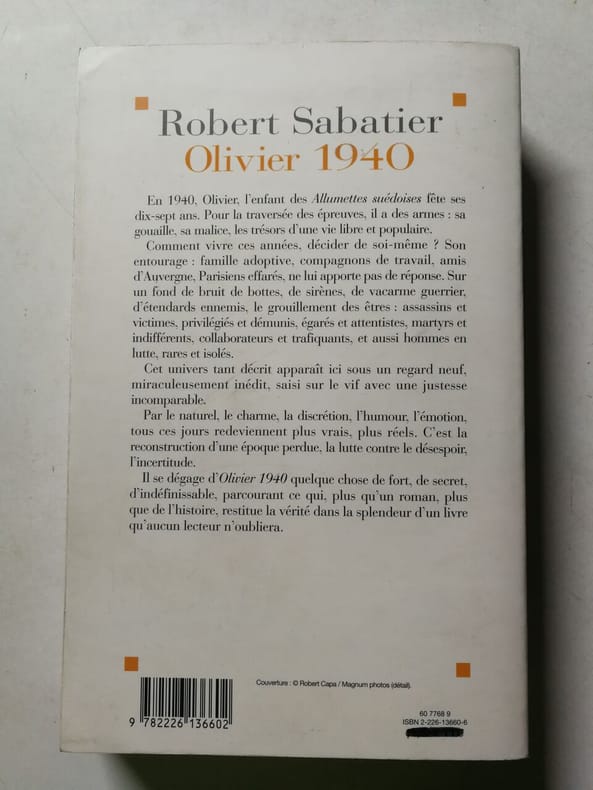 Robert Sabatier
Olivier 1940
En 1940, Olivier, l'enfant des Allumettes suédoises fête ses
dix-sept ans. Pour la traversée des épreuves, il a des armes : sa
gouaille, sa malice, les trésors d'une vie libre et populaire.
Comment vivre ces années, décider de soi-même ? Son
entourage : famille adoptive, compagnons de travail, amis
d'Auvergne, Parisiens effarés, ne lui apporte pas de réponse. Sur
un fond de bruit de bottes, de sirènes, de vacarme guerrier,
d'étendards ennemis, le grouillement des êtres : assassins et
victimes, privilégiés et démunis, égarés et attentistes, martyrs et
indifférents, collaborateurs et trafiquants, et aussi hommes en
lutte, rares et isolés.
Cet univers tant décrit apparaît ici sous un regard neuf,
miraculeusement inédit, saisi sur le vif avec une justesse
incomparable.
Par le naturel, le charme, la discrétion, l'humour, l'émotion,
tous ces jours redeviennent plus vrais, plus réels. C'est la
reconstruction d'une époque perdue, la lutte contre le désespoir,
l'incertitude.
Il se dégage d'Olivier 1940 quelque chose de fort, de secret,
d'indéfinissable, parcourant ce qui, plus qu'un roman, plus
que de l'histoire, restitue la vérité dans la splendeur d'un livre
qu'aucun lecteur n'oubliera.
Couverture : © Robert Capa / Magnum photos (détail).
60 7768 9
ISBN 2-226-13660-6
9 782226 136602